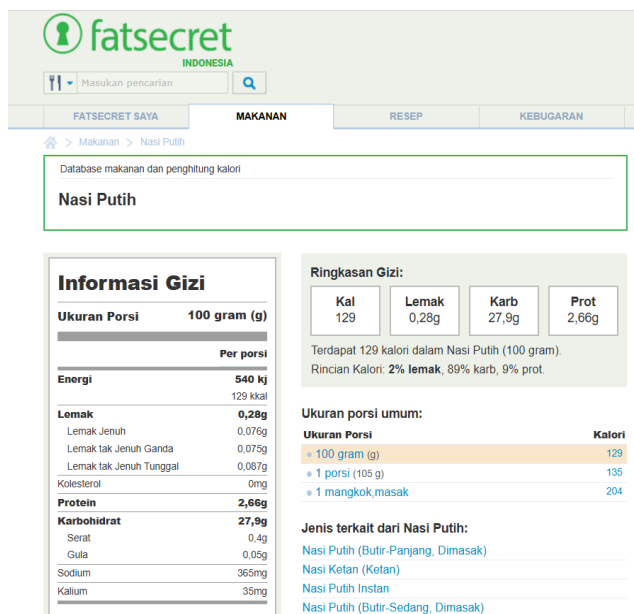 fatsecret
INDONESIA
Masukan pencarian
FATSECRET SAYA MAKANAN RESEP KEBUGARAN
> Makanan > Nasi Putih
Database makanan dan penghitung kalori
Nasi Putih
Informasi Gizi
Ukuran Porsi 100 gram (g)
Per porsi
Energi 540 kj
129 kkal
Lemak 0,28g
Lemak Jenuh 0,076g
Lemak tak Jenuh Ganda 0,075g
Lemak tak Jenuh Tunggal 0,087g
Kolesterol 0mg
Protein 2,66g
Karbohidrat 27,9g
Serat 0,4g
Gula 0,05g
Sodium 365mg
Kalium 35mg
Ringkasan Gizi:
Kal Lemak Karb Prot
129 0,28g 27,9g 2,66g
Terdapat 129 kalori dalam Nasi Putih (100 gram).
Rincian Kalori: 2% lemak, 89% karb, 9% prot.
Ukuran porsi umum:
Ukuran Porsi Kalori
100 gram (g) 129
1 porsi (105 g) 135
1 mangkok,masak 204
Jenis terkait dari Nasi Putih:
Nasi Putih (Butir-Panjang, Dimasak)
Nasi Ketan (Ketan)
Nasi Putih Instan
Nasi Putih (Butir-Sedang, Dimasak)